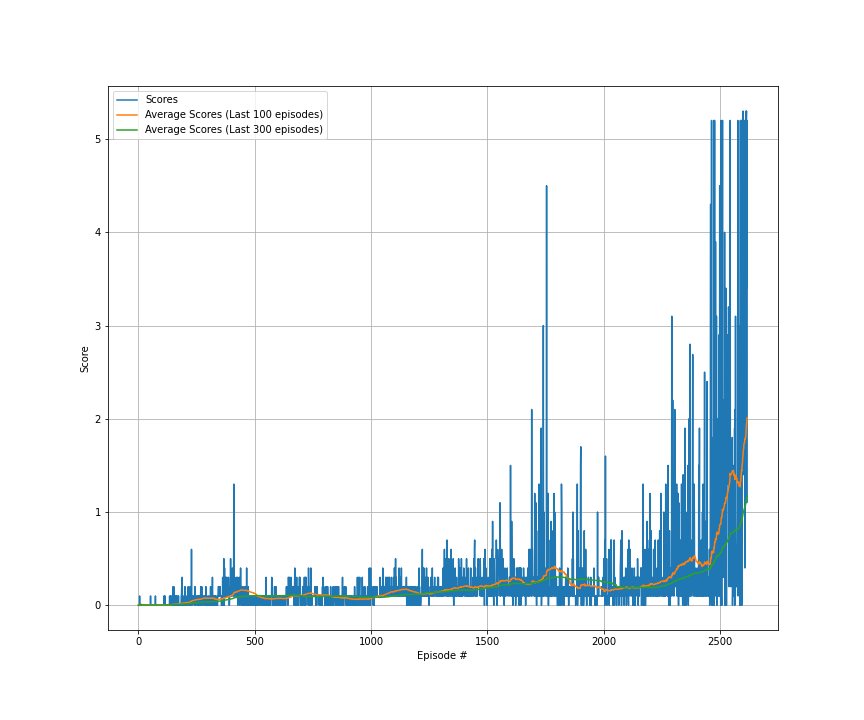 Scores
Average Scores (Last 100 episodes)
Average Scores (Last 300 episodes)
5
4
3
2
1
0
Score
0 500 1000 1500 2000 2500
Episode #